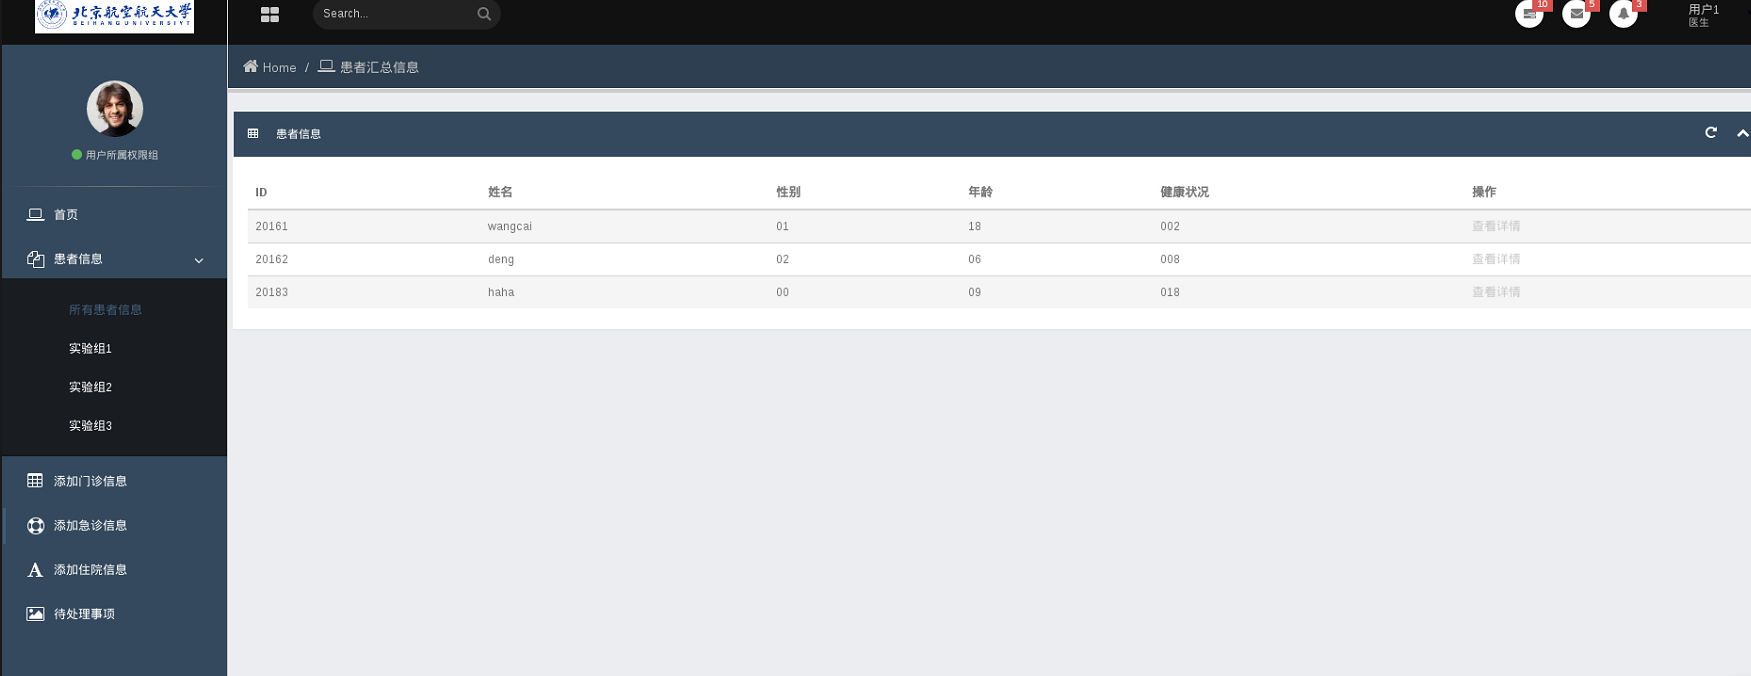 北京航空航天大学
BEIHANGUNIVERSIYT
Search...
10
5
3
用户1
医生
Home / 患者汇总信息
用户所属权限组
首页
患者信息
所有患者信息
实验组1
实验组2
实验组3
添加门诊信息
添加急诊信息
添加住院信息
待处理事项
患者信息
ID 姓名 性别 年龄 健康状况 操作
20161 wangcai 01 18 002 查看详情
20162 deng 02 06 008 查看详情
20183 haha 00 09 018 查看详情